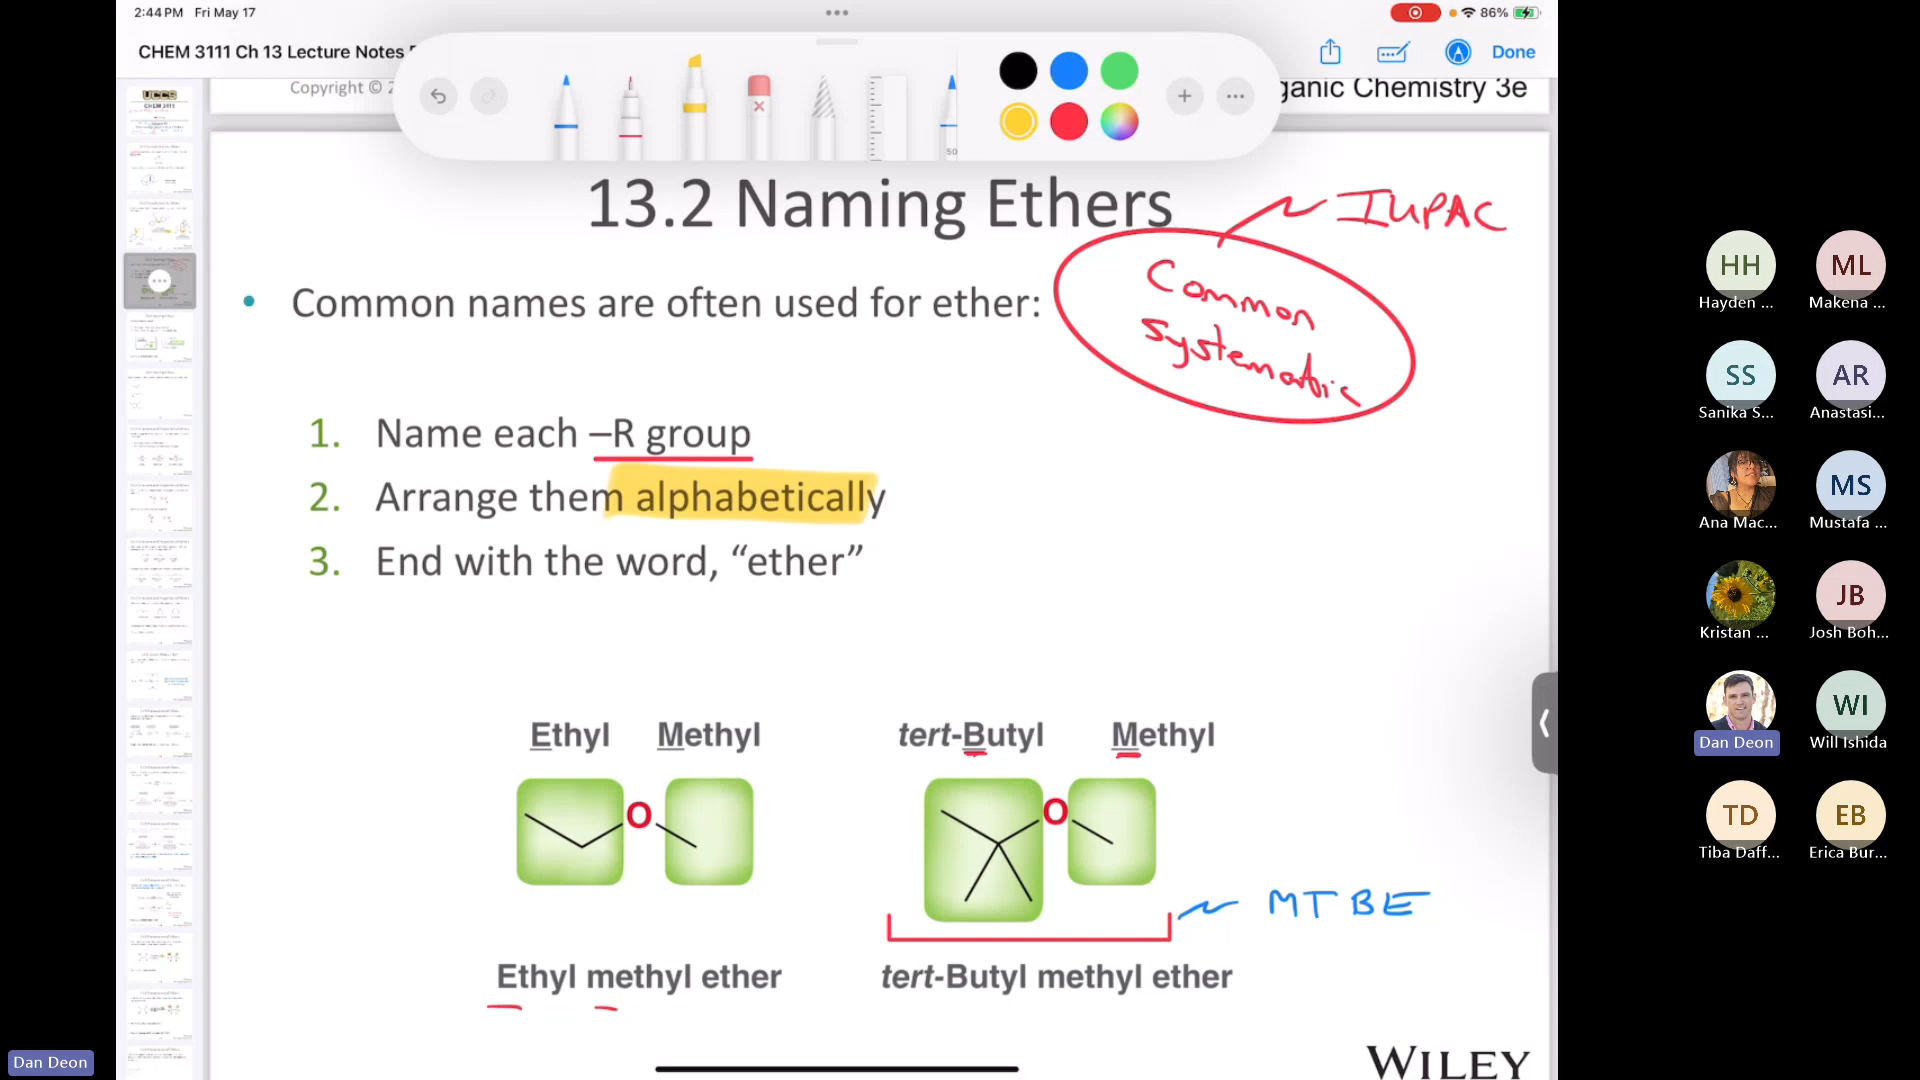 2:44 PM Fri May 17
86%
CHEM 3111 Ch 13 Lecture Notes
Done
Copyright ©
ganic Chemistry 3e
50
UCCS
CHEM 3111
13.2 Naming Ethers
IUPAC
Common
Systematic
• Common names are often used for ether:
1. Name each –R group
2. Arrange them alphabetically
3. End with the word, “ether”
Ethyl Methyl
tert-Butyl Methyl
O
O
MTBE
Ethyl methyl ether
tert-Butyl methyl ether
WILEY
HH
Hayden ...
ML
Makena ...
SS
Sanika S...
AR
Anastasi...
Ana Mac...
MS
Mustafa ...
Kristan ...
JB
Josh Boh...
Dan Deon
WI
Will Ishida
TD
Tiba Daff...
EB
Erica Bur...
Dan Deon